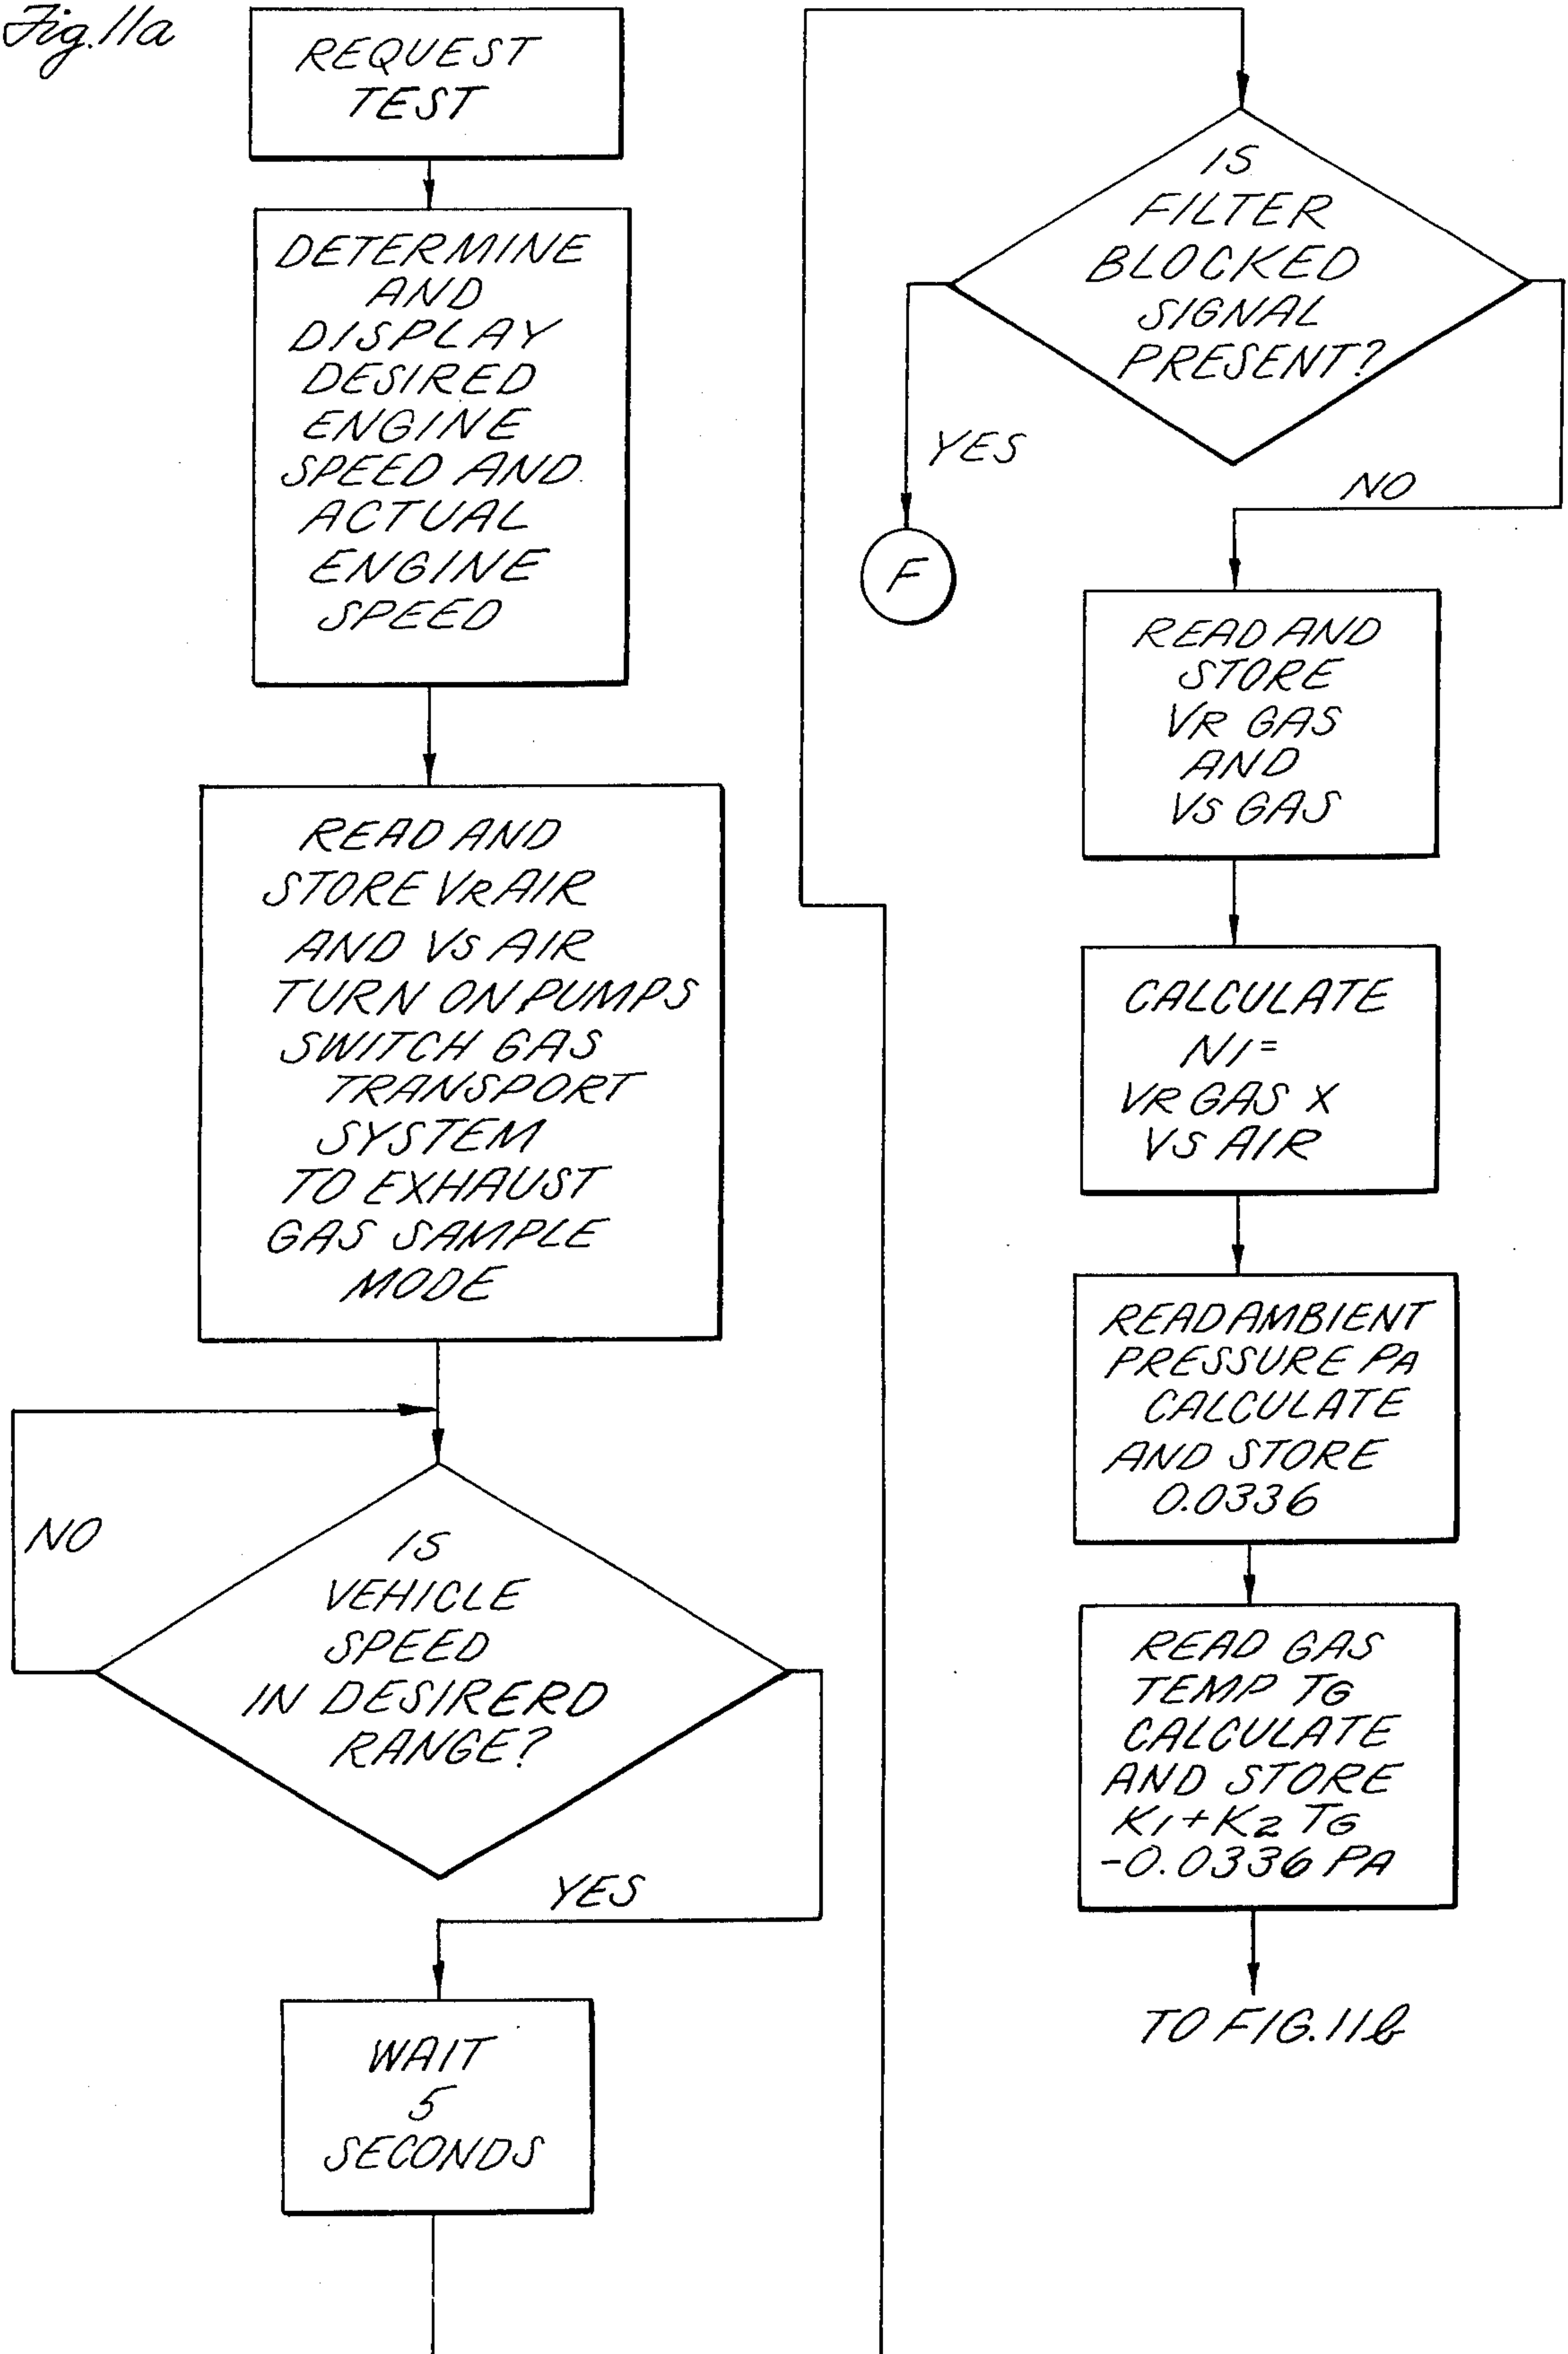 Fig. 11a
REQUEST
TEST
DETERMINE
AND
DISPLAY
DESIRED
ENGINE
SPEED AND
ACTUAL
ENGINE
SPEED
READ AND
STORE VR AIR
AND VS AIR
TURN ON PUMPS
SWITCH GAS
TRANSPORT
SYSTEM
TO EXHAUST
GAS SAMPLE
MODE
NO
IS
VEHICLE
SPEED
IN DESIRERD
RANGE?
YES
WAIT
5
SECONDS
IS
FILTER
BLOCKED
SIGNAL
PRESENT?
YES
NO
F
READ AND
STORE
VR GAS
AND
VS GAS
CALCULATE
N1=
VR GAS X
VS AIR
READ AMBIENT
PRESSURE PA
CALCULATE
AND STORE
0.0336
READ GAS
TEMP TG
CALCULATE
AND STORE
K1+K2 TG
-0.0336 PA
TO FIG. 11b